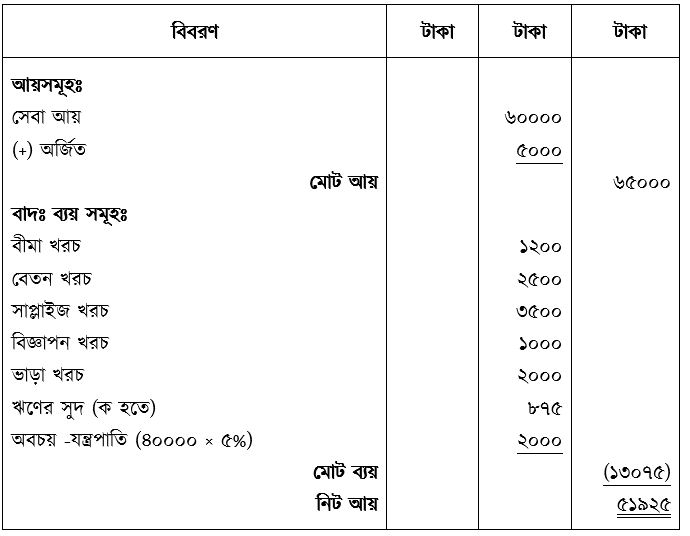 বিবরণ টাকা টাকা টাকা
আয়সমূহঃ
সেবা আয় ৬০০০০
(+) অর্জিত ৫০০০
মোট আয় ৬৫০০০
বাদঃ ব্যয় সমূহঃ
বীমা খরচ ১২০০
বেতন খরচ ২৫০০
সাপ্লাইজ খরচ ৩৫০০
বিজ্ঞাপন খরচ ১০০০
ভাড়া খরচ ২০০০
ঋণের সুদ (ক হতে) ৮৭৫
অবচয় -যন্ত্রপাতি (৪০০০০ × ৫%) ২০০০
মোট ব্যয় (১৩০৭৫)
নিট আয় ৫১৯২৫